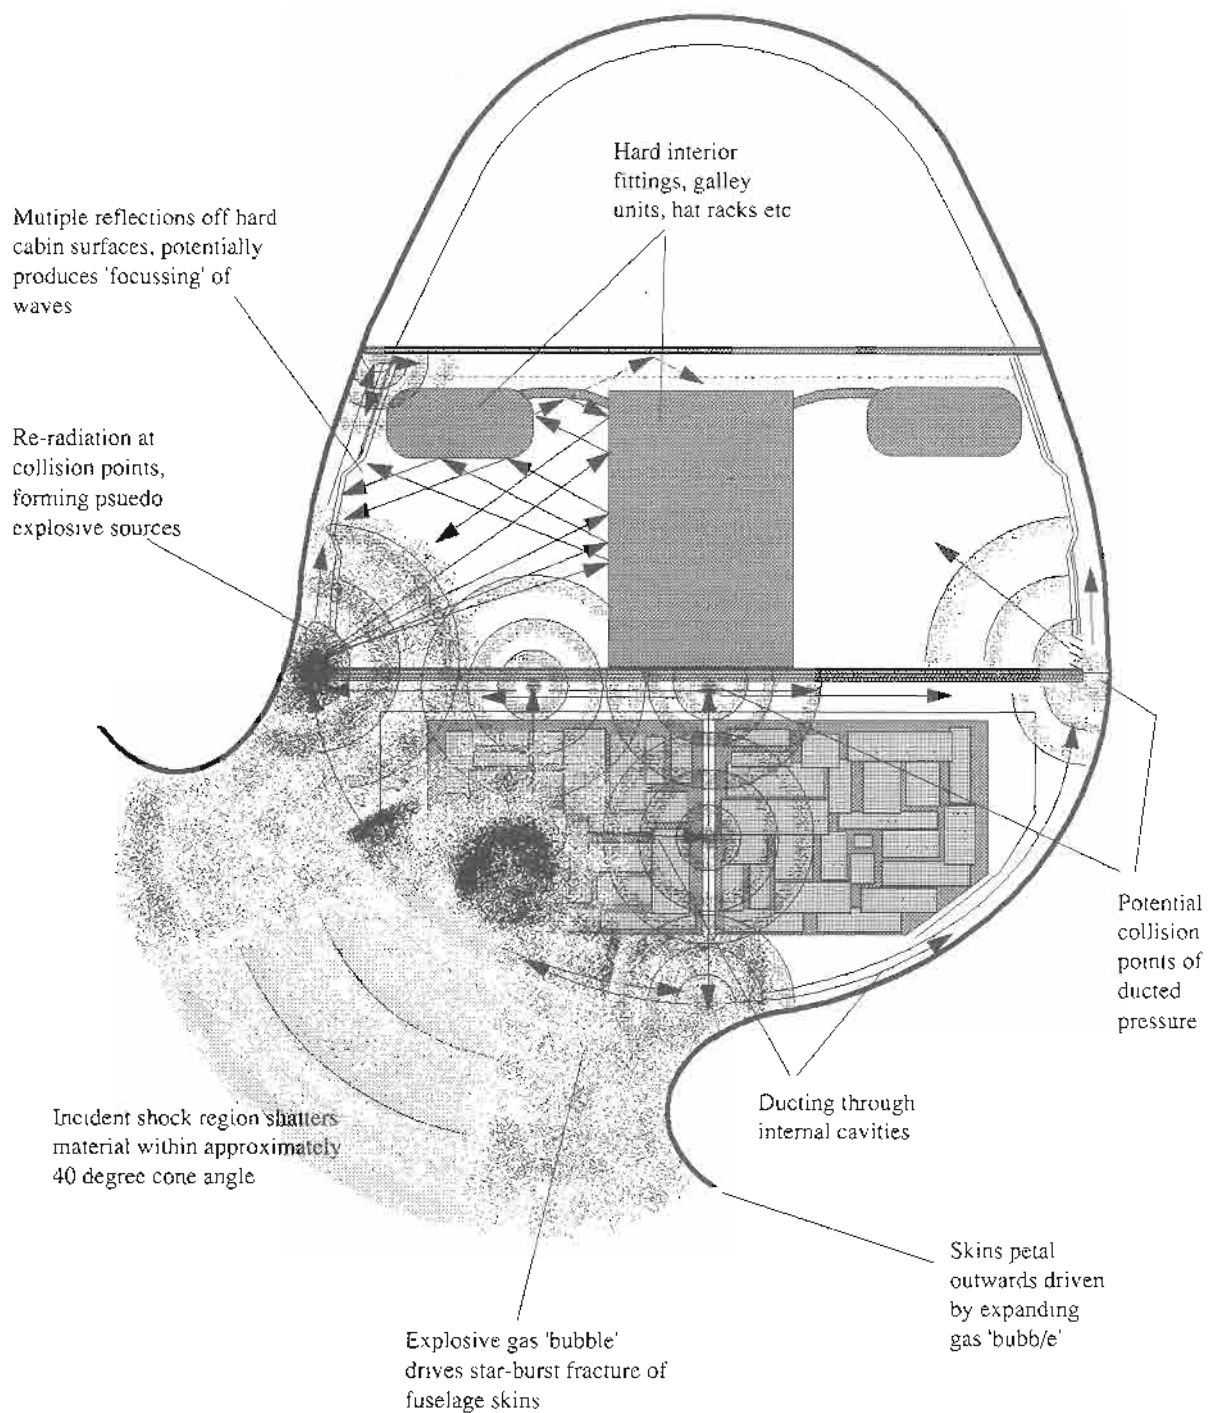 Hard interior
fittings, galley
units, hat racks etc
Mutiple reflections off hard
cabin surfaces, potentially
produces 'focussing' of
waves
Re-radiation at
collision points,
forming psuedo
explosive sources
Potential
collision
points of
ducted
pressure
Ducting through
internal cavities
Incident shock region shatters
material within approximately
40 degree cone angle
Skins petal
outwards driven
by expanding
gas 'bubb/e'
Explosive gas 'bubble'
drives star-burst fracture of
fuselage skins